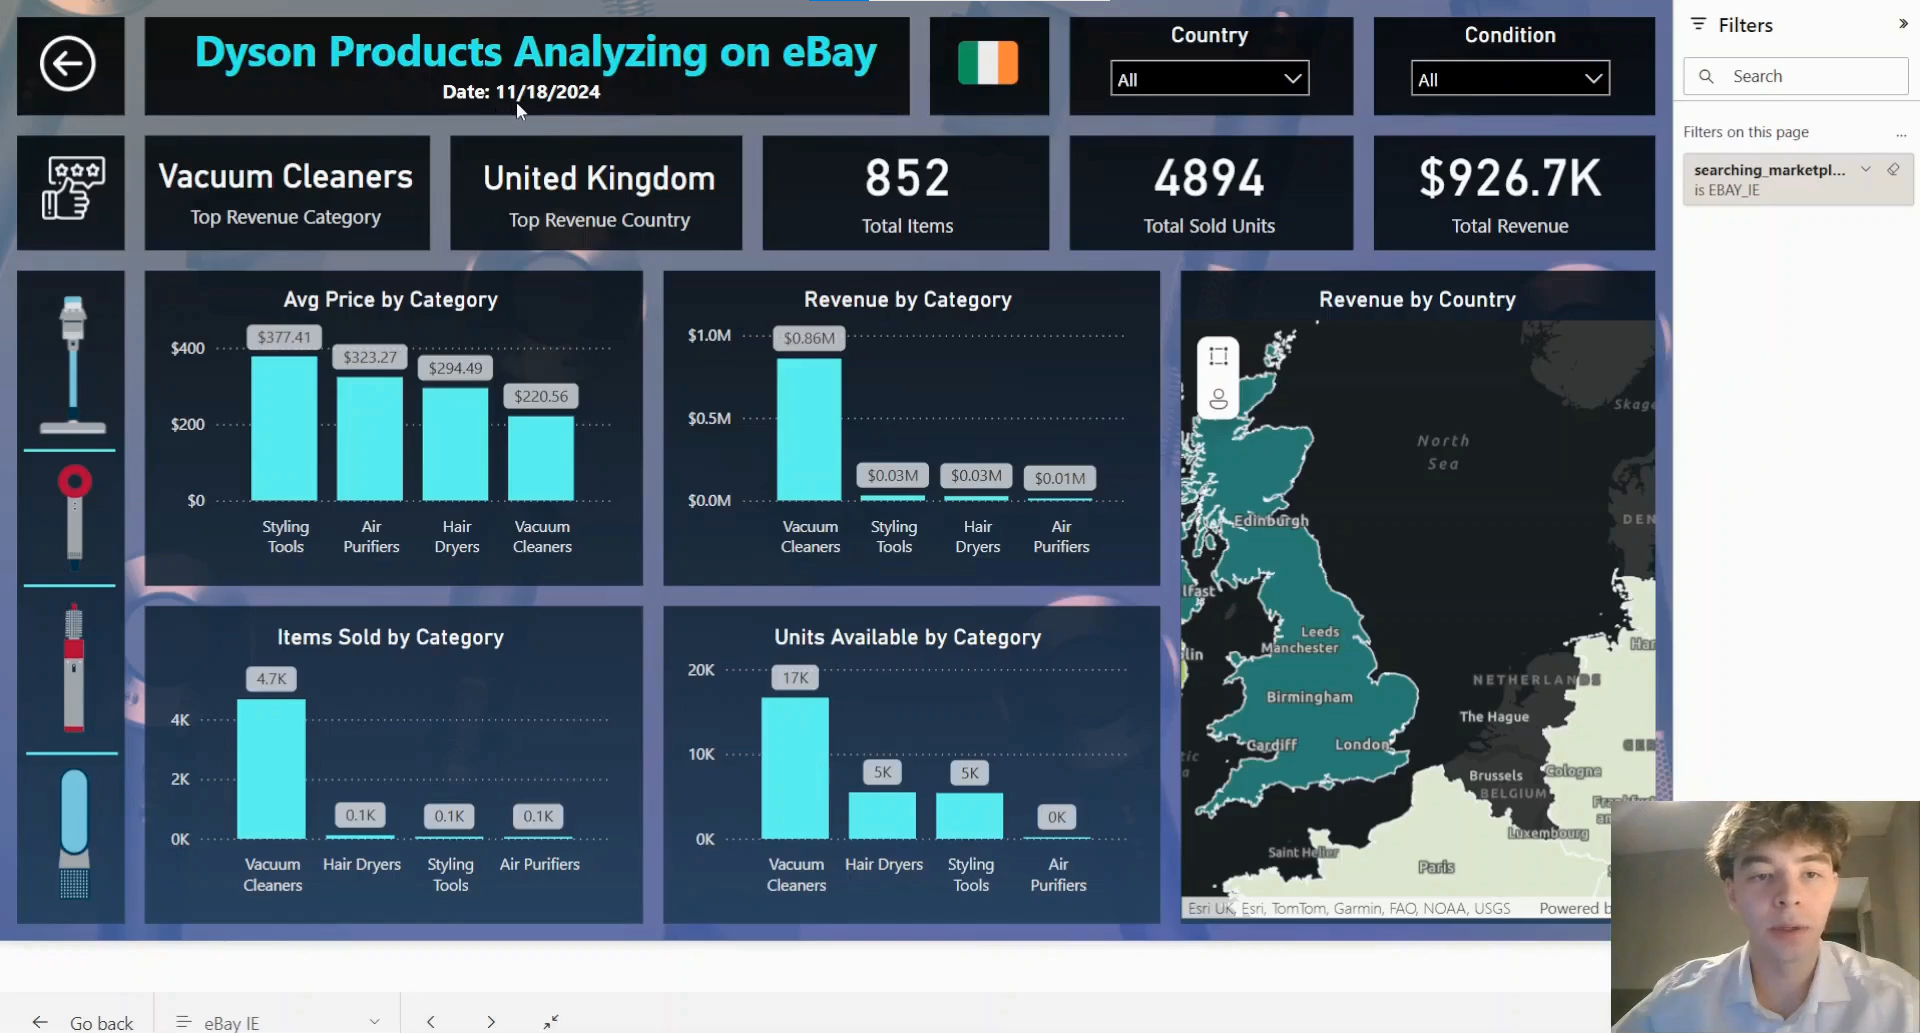 Dyson Products Analyzing on eBay
Date: 11/18/2024
Country
All
Condition
All
Filters
Search
Filters on this page
...
searching_marketpl...
is EBAY_IE
Vacuum Cleaners
Top Revenue Category
United Kingdom
Top Revenue Country
852
Total Items
4894
Total Sold Units
$926.7K
Total Revenue
Avg Price by Category
$400
$200
$0
$377.41
$323.27
$294.49
$220.56
Styling
Tools
Air
Purifiers
Hair
Dryers
Vacuum
Cleaners
Revenue by Category
$1.0M
$0.5M
$0.0M
$0.86M
$0.03M
$0.03M
$0.01M
Vacuum
Cleaners
Styling
Tools
Hair
Dryers
Air
Purifiers
Revenue by Country
Skage
North
Sea
Edinburgh
DEN
lfast
Leeds
Manchester
lin
Har
Birmingham
NETHERLANDS
The Hague
Cardiff
London
GER
tic
a
Brussels
Cologne
BELGIUM
Luxembourg
Saint Helier
Paris
Esri UK, Esri, TomTom, Garmin, FAO, NOAA, USGS
Powered b
Items Sold by Category
4K
2K
0K
4.7K
0.1K
0.1K
0.1K
Vacuum
Cleaners
Hair Dryers
Styling
Tools
Air Purifiers
Units Available by Category
20K
10K
0K
17K
5K
5K
0K
Vacuum
Cleaners
Hair Dryers
Styling
Tools
Air
Purifiers
Go back
eBay IE